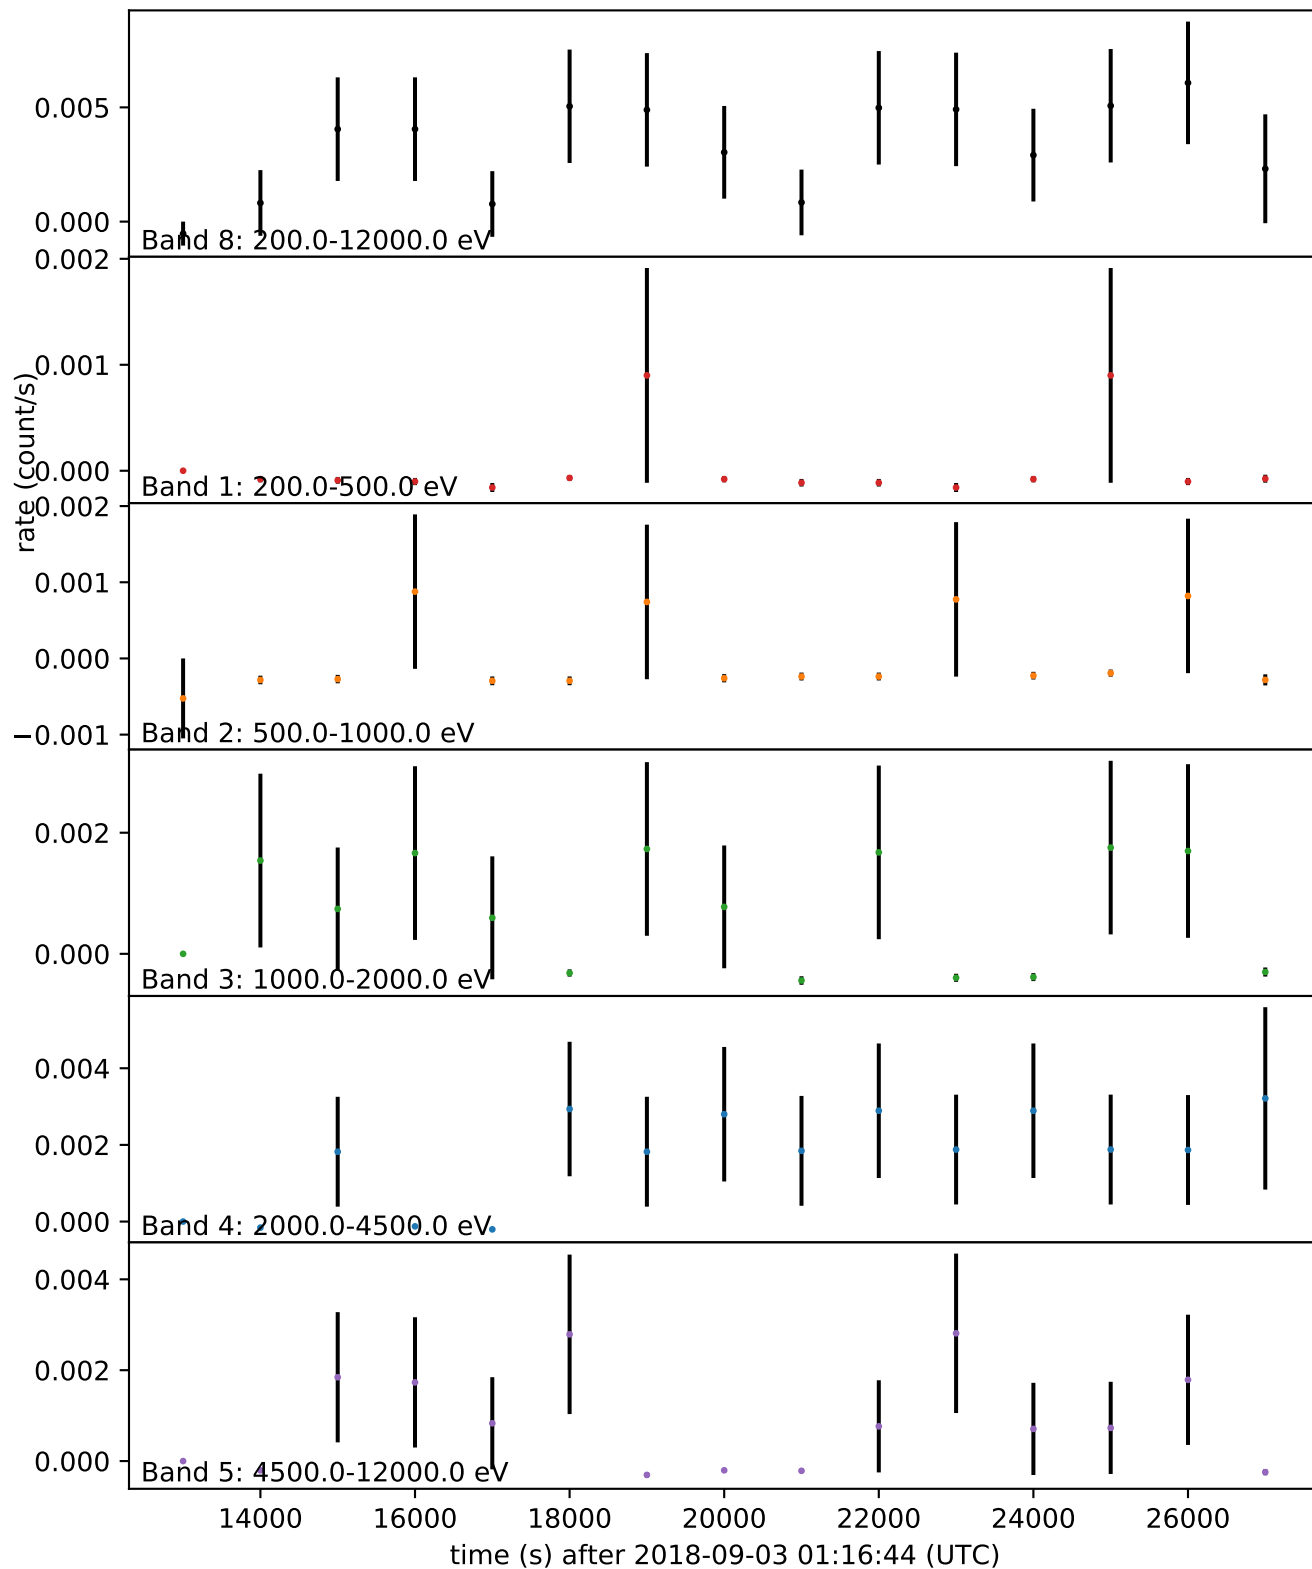 0.005
0.000
Band 8: 200.0-12000.0 eV
0.002
0.001
0.000
Band 1: 200.0-500.0 eV
rate (count/s)
0.002
0.001
0.000
−0.001
Band 2: 500.0-1000.0 eV
0.002
0.000
Band 3: 1000.0-2000.0 eV
0.004
0.002
0.000
Band 4: 2000.0-4500.0 eV
0.004
0.002
0.000
Band 5: 4500.0-12000.0 eV
14000 16000 18000 20000 22000 24000 26000
time (s) after 2018-09-03 01:16:44 (UTC)